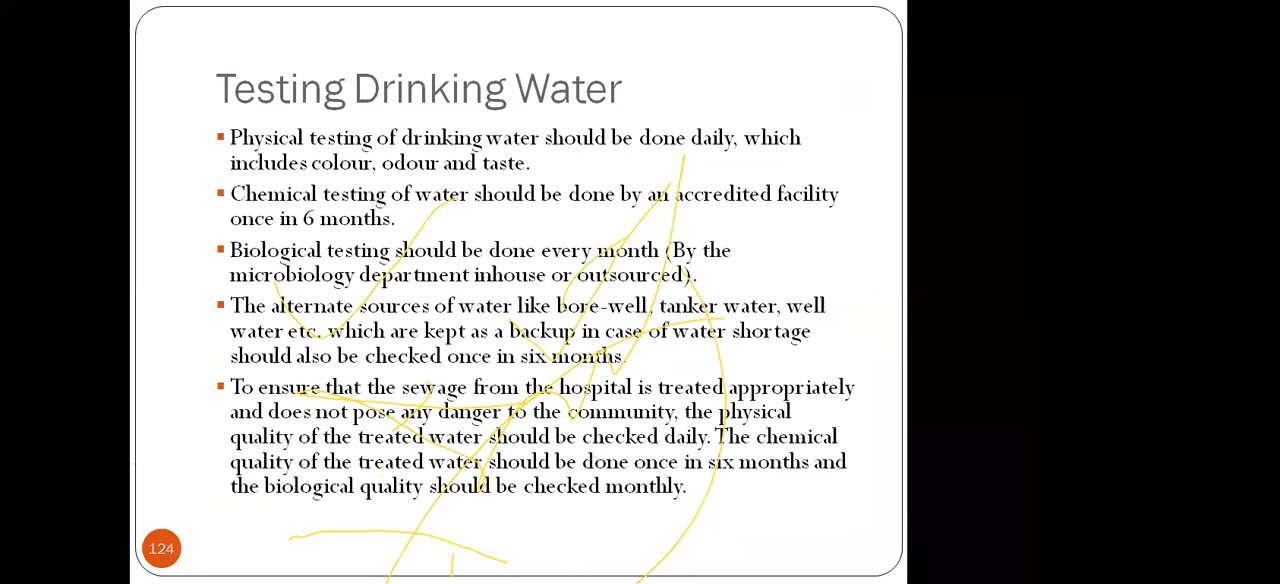 Testing Drinking Water
Physical testing of drinking water should be done daily, which
includes colour, odour and taste.
Chemical testing of water should be done by an accredited facility
once in 6 months.
Biological testing should be done every month (By the
microbiology department inhouse or outsourced).
The alternate sources of water like bore-well, tanker water, well
water etc. which are kept as a backup in case of water shortage
should also be checked once in six months.
To ensure that the sewage from the hospital is treated appropriately
and does not pose any danger to the community, the physical
quality of the treated water should be checked daily. The chemical
quality of the treated water should be done once in six months and
the biological quality should be checked monthly.
124